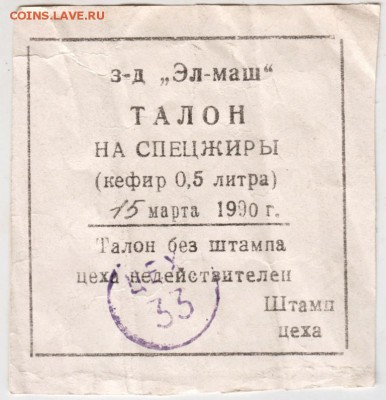 COINS.LAVE.RU
з-д „Эл-маш“
ТАЛОН
НА СПЕЦЖИРЫ
(кефир 0,5 литра)
15 марта 1990 г.
Талон без штампа
цеха недействителен
ЦЕХ
33
Штамп
цеха